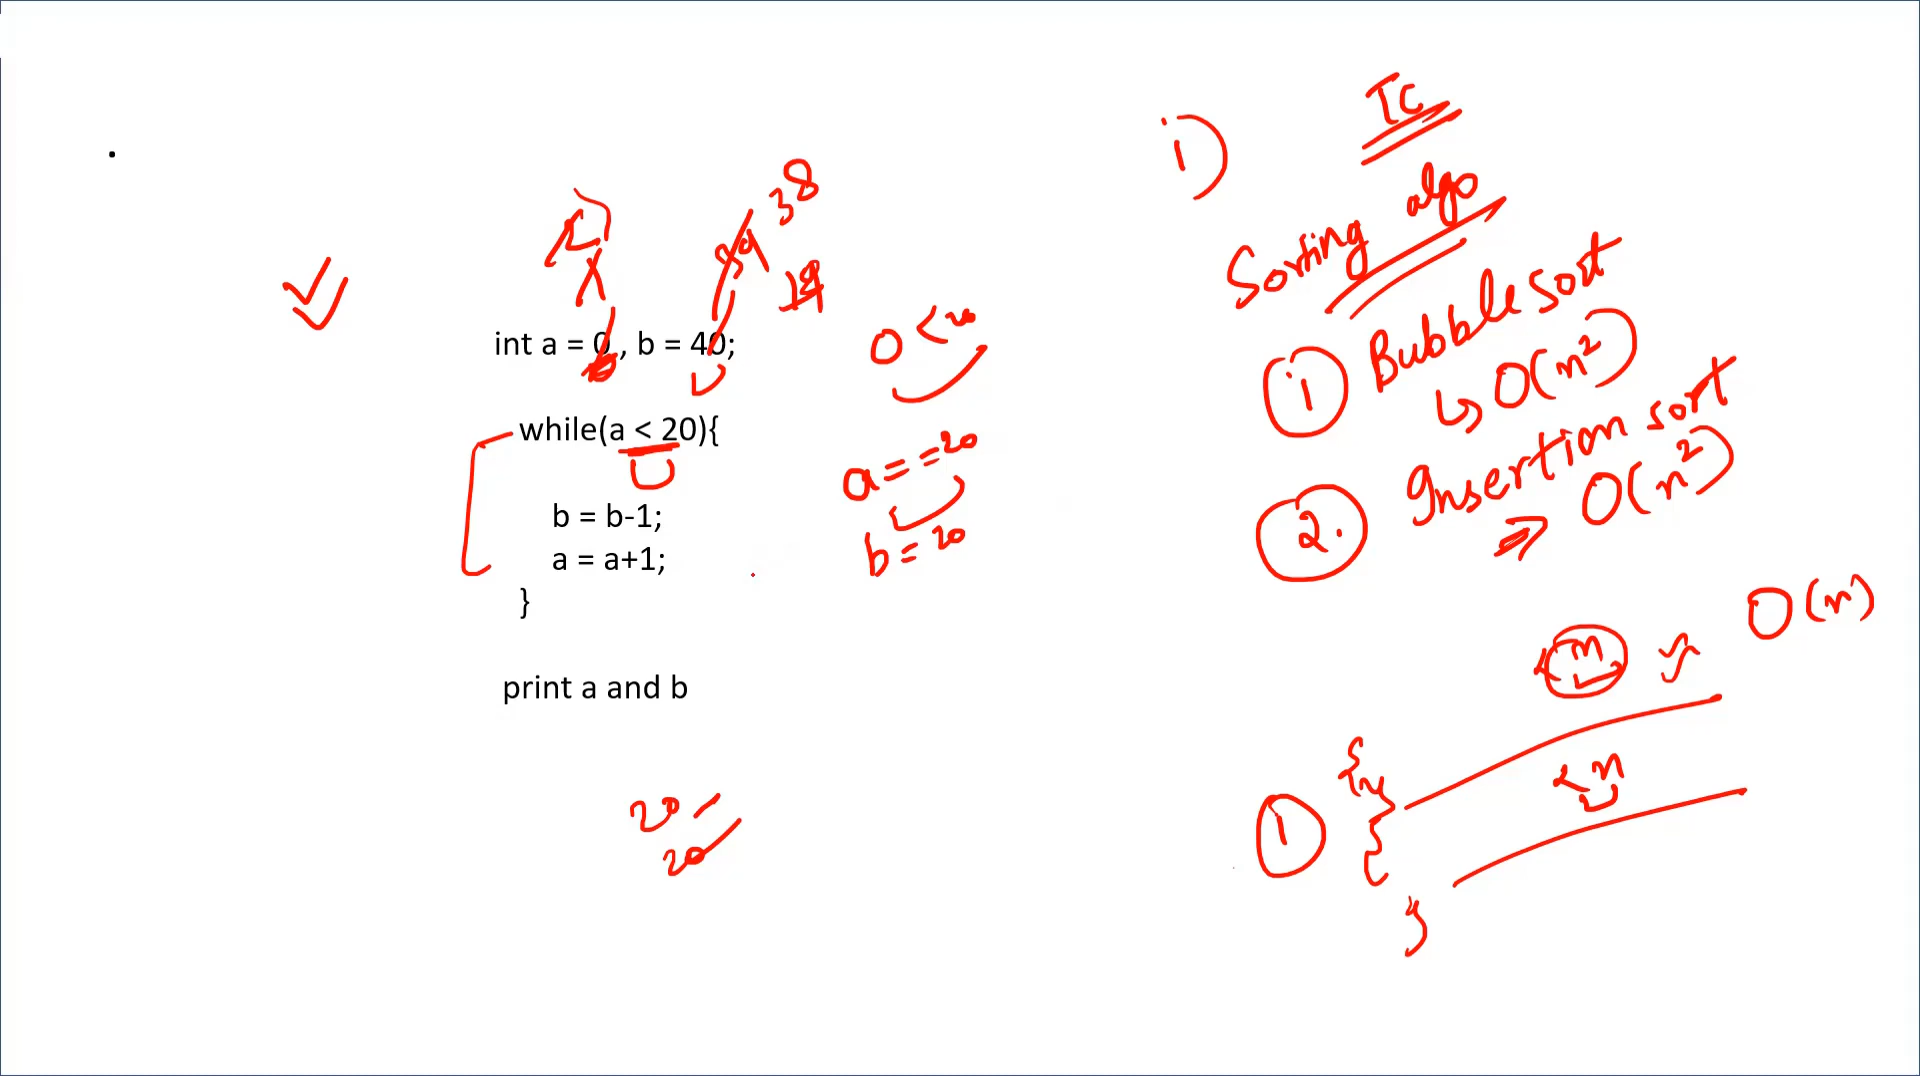 38
39
int a = 0 , b = 40;
while(a < 20){
b = b-1;
a = a+1;
}
print a and b
20
20
0 < 20
a = = 20
b = 20
i)
TC
Sorting algo
i Bubble sort
↳ O(n²)
2. Insertion sort
⇒ O(n²)
n ≈ O(n)
1
< n